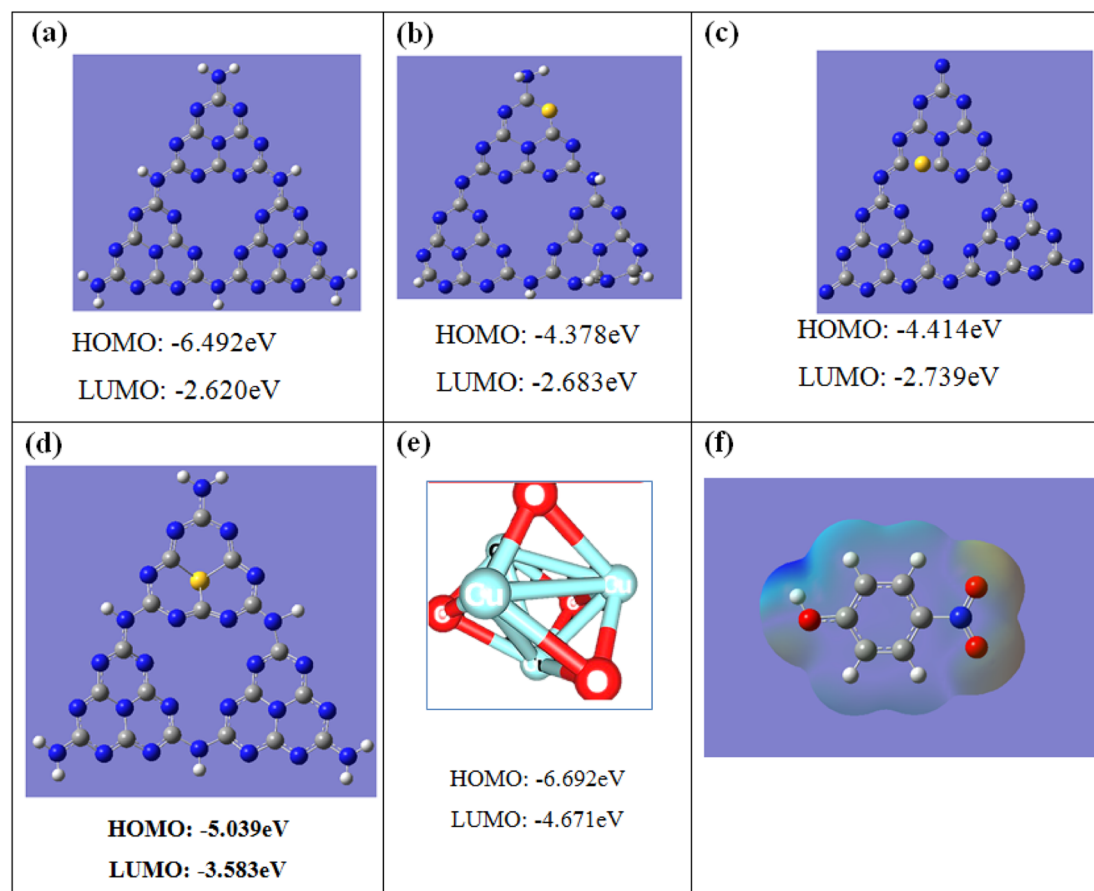 (a)
HOMO: -6.492eV
LUMO: -2.620eV
(b)
HOMO: -4.378eV
LUMO: -2.683eV
(c)
HOMO: -4.414eV
LUMO: -2.739eV
(d)
HOMO: -5.039eV
LUMO: -3.583eV
(e)
O
Cu
O
HOMO: -6.692eV
LUMO: -4.671eV
(f)